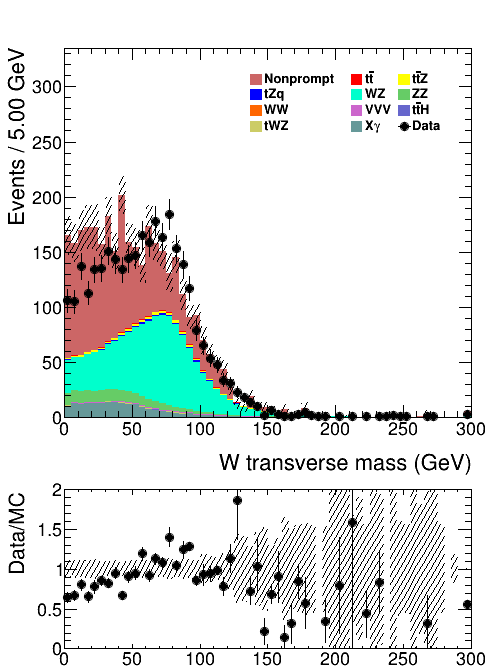 Events / 5.00 GeV
300
250
200
150
100
50
0
Nonprompt tt̄ tt̄Z
tZq WZ ZZ
WW VVV tt̄H
tWZ Xγ Data
0 50 100 150 200 250 300
W transverse mass (GeV)
Data/MC
2
1.5
1
0.5
0
0 50 100 150 200 250 300